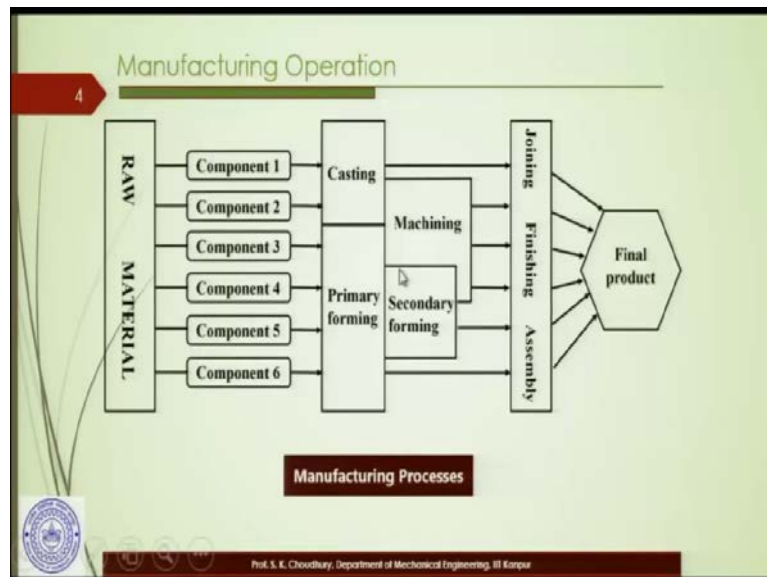 Manufacturing Operation
4
RAW MATERIAL
Component 1
Component 2
Component 3
Component 4
Component 5
Component 6
Casting
Primary
forming
Machining
Secondary
forming
Joining
Finishing
Assembly
Final
product
Manufacturing Processes
Prof. S. K. Choudhury, Department of Mechanical Engineering, IIT Kanpur